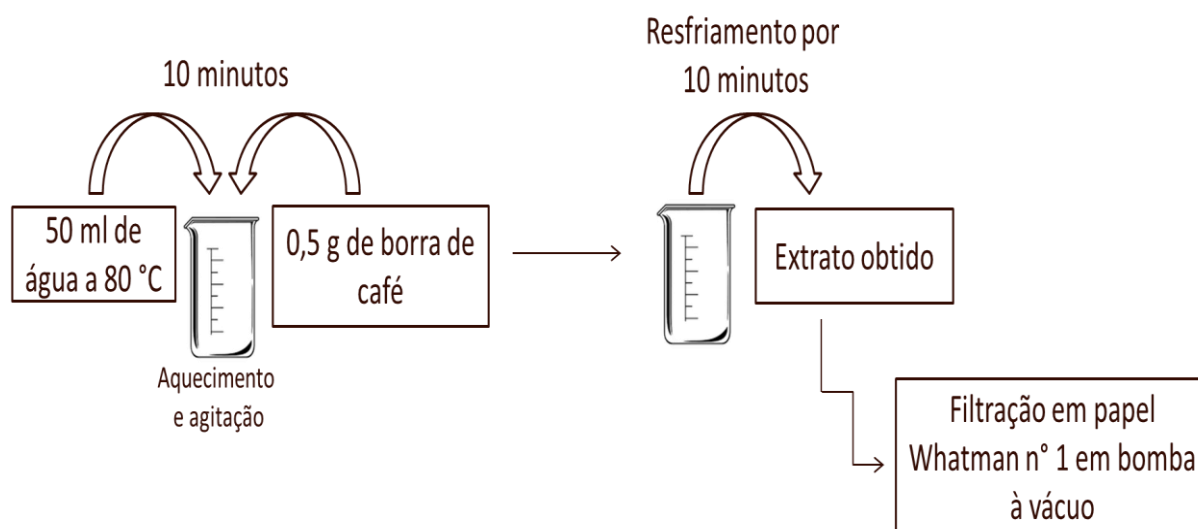 10 minutos
50 ml de
água a 80 °C
0,5 g de borra de
café
Aquecimento
e agitação
Resfriamento por
10 minutos
Extrato obtido
Filtração em papel
Whatman n° 1 em bomba
à vácuo